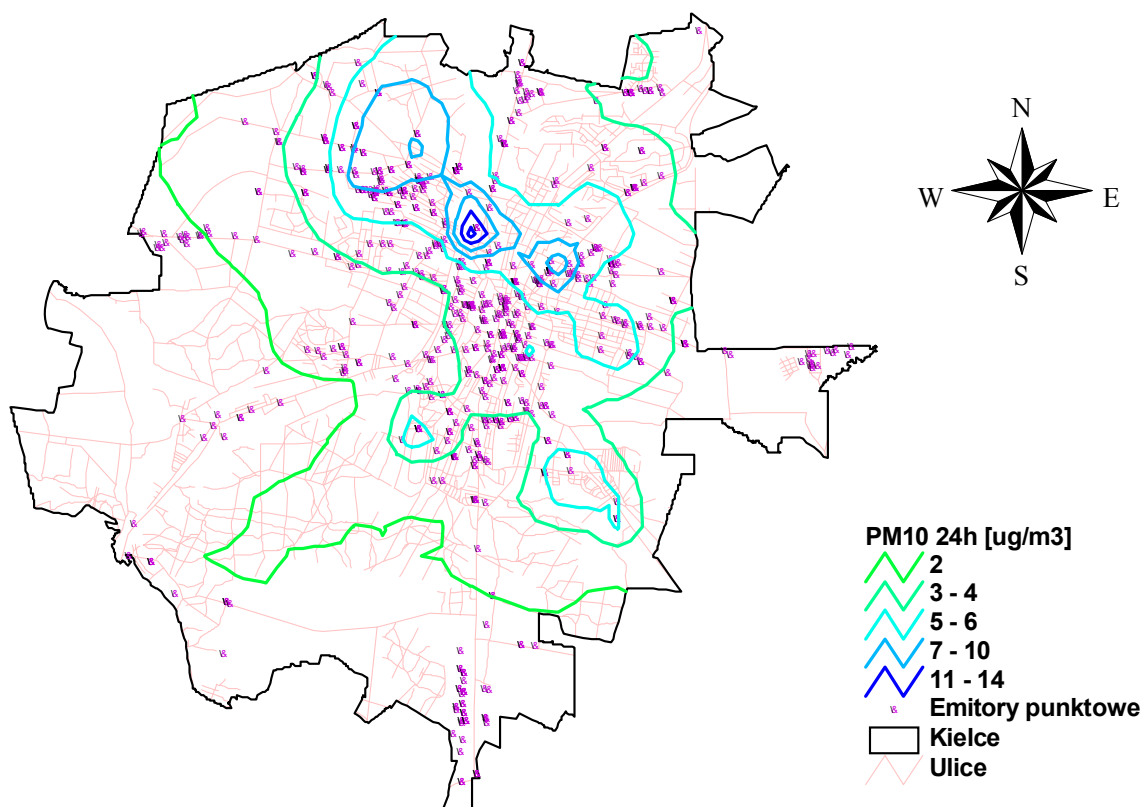 N
W E
S
PM10 24h [ug/m3]
2
3 - 4
5 - 6
7 - 10
11 - 14
Emitory punktowe
Kielce
Ulice